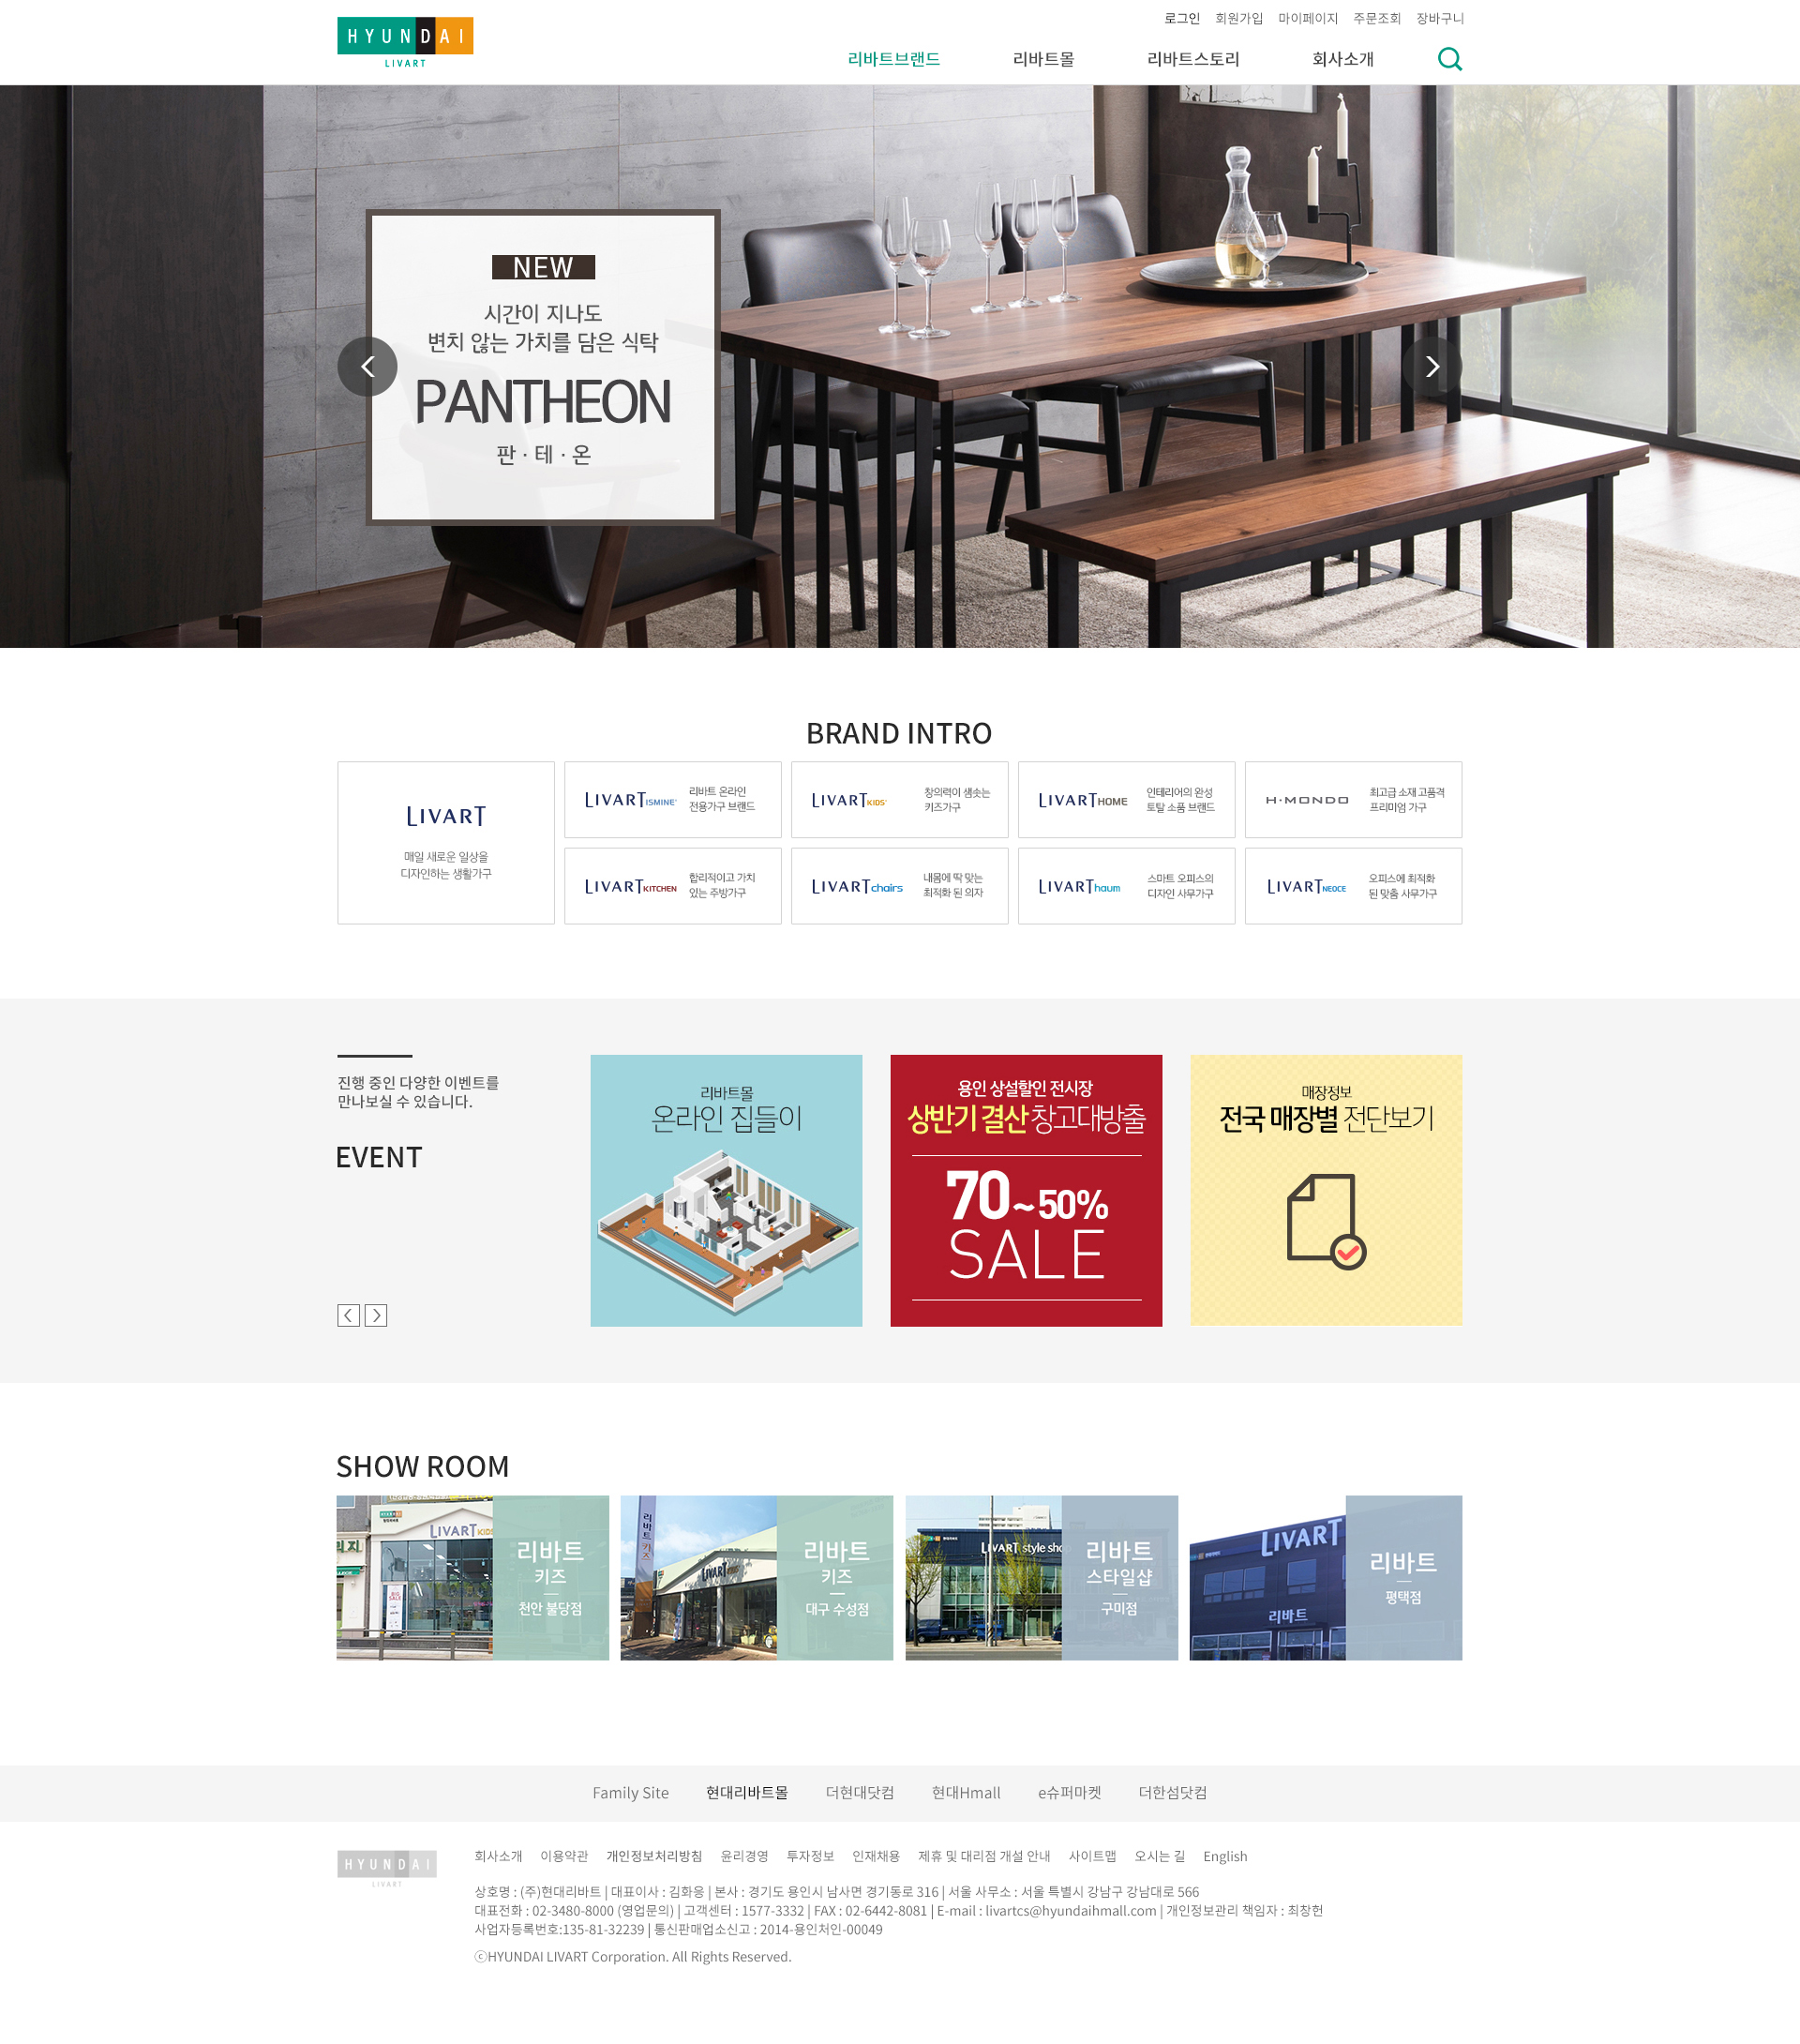 HYUNDAI
LIVART
로그인 회원가입 마이페이지 주문조회 장바구니
리바트브랜드 리바트몰 리바트스토리 회사소개
NEW
시간이 지나도
변치 않는 가치를 담은 식탁
PANTHEON
판 · 테 · 온
BRAND INTRO
LIVART
매일 새로운 일상을
디자인하는 생활가구
LIVART ISMINE
리바트 온라인
전용가구 브랜드
LIVART KIDS
창의력이 샘솟는
키즈가구
LIVART HOME
인테리어의 완성
토탈 소품 브랜드
H·MONDO
최고급 소재 고품격
프리미엄 가구
LIVART KITCHEN
합리적이고 가치
있는 주방가구
LIVART chairs
내몸에 딱 맞는
최적화 된 의자
LIVART haum
스마트 오피스의
디자인 사무가구
LIVART NEOCE
오피스에 최적화
된 맞춤 사무가구
진행 중인 다양한 이벤트를
만나보실 수 있습니다.
EVENT
리바트몰
온라인 집들이
용인 상설할인 전시장
상반기 결산 창고대방출
70~50%
SALE
매장정보
전국 매장별 전단보기
SHOW ROOM
LIVART KIDS
리바트
키즈
천안 불당점
리바트 키즈
LIVART
리바트
키즈
대구 수성점
LIVART style shop
리바트
스타일샵
구미점
LIVART
리바트
리바트
평택점
Family Site 현대리바트몰 더현대닷컴 현대Hmall e슈퍼마켓 더한섬닷컴
HYUNDAI
LIVART
회사소개 이용약관 개인정보처리방침 윤리경영 투자정보 인재채용 제휴 및 대리점 개설 안내 사이트맵 오시는 길 English
상호명 : (주)현대리바트 | 대표이사 : 김화응 | 본사 : 경기도 용인시 남사면 경기동로 316 | 서울 사무소 : 서울 특별시 강남구 강남대로 566
대표전화 : 02-3480-8000 (영업문의) | 고객센터 : 1577-3332 | FAX : 02-6442-8081 | E-mail : livartcs@hyundaihmall.com | 개인정보관리 책임자 : 최창헌
사업자등록번호:135-81-32239 | 통신판매업소신고 : 2014-용인처인-00049
ⓒHYUNDAI LIVART Corporation. All Rights Reserved.